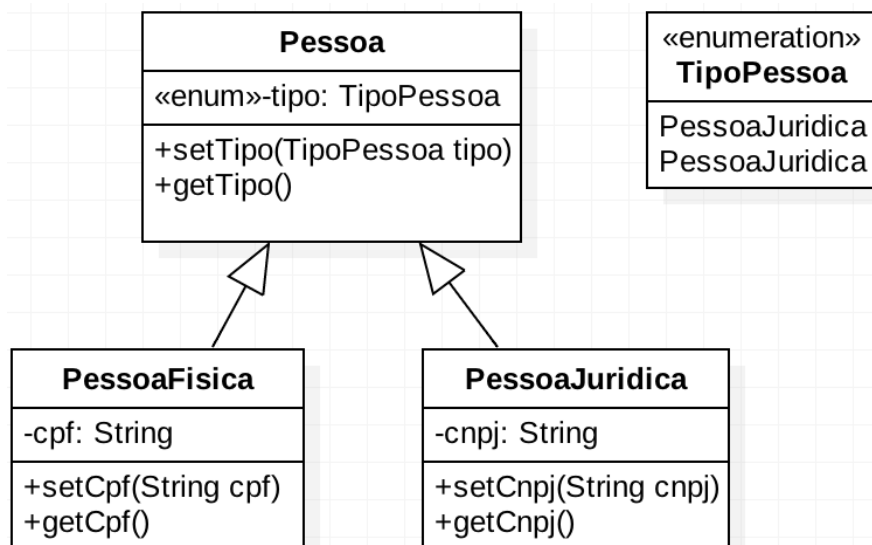 Pessoa
«enum»-tipo: TipoPessoa
+setTipo(TipoPessoa tipo)
+getTipo()
«enumeration»
TipoPessoa
PessoaJuridica
PessoaJuridica
PessoaFisica
-cpf: String
+setCpf(String cpf)
+getCpf()
PessoaJuridica
-cnpj: String
+setCnpj(String cnpj)
+getCnpj()